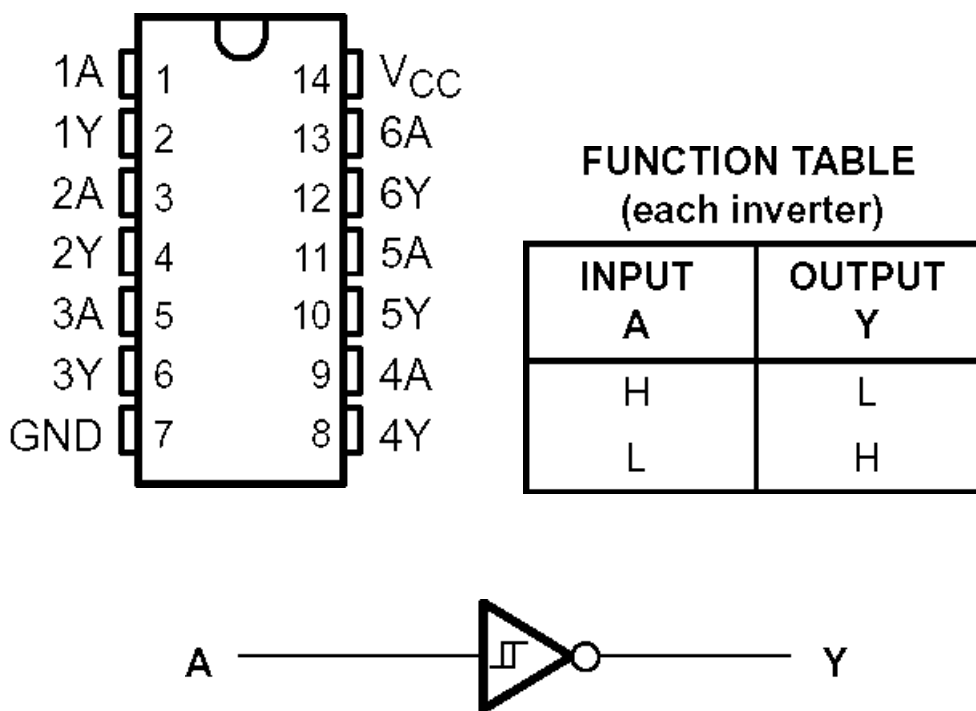 1A 1 14 VCC
1Y 2 13 6A
2A 3 12 6Y
2Y 4 11 5A
3A 5 10 5Y
3Y 6 9 4A
GND 7 8 4Y
FUNCTION TABLE
(each inverter)
INPUT OUTPUT
A Y
H L
L H
A Y